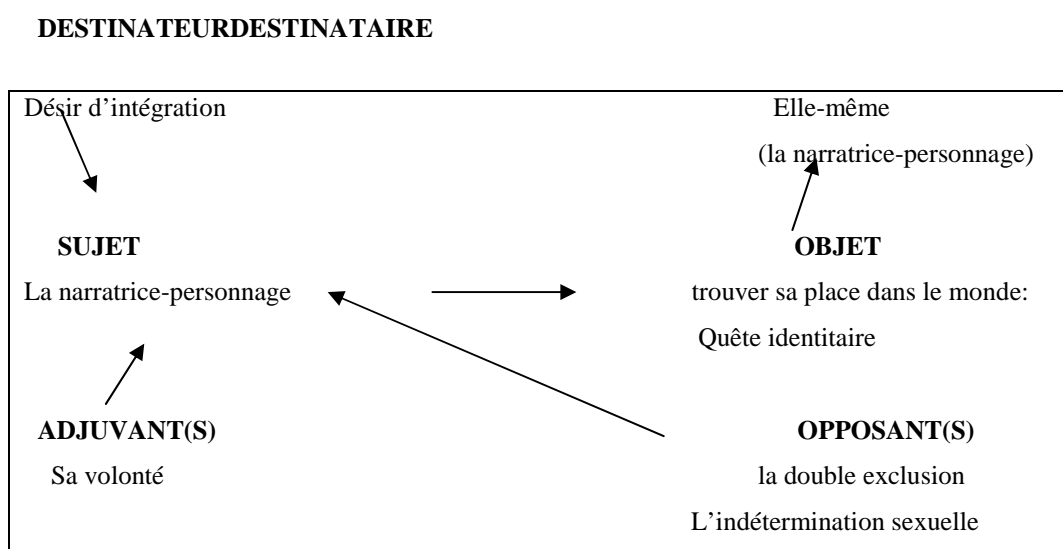 DESTINATEURDESTINATAIRE
Désir d’intégration Elle-même
(la narratrice-personnage)
SUJET OBJET
La narratrice-personnage trouver sa place dans le monde:
Quête identitaire
ADJUVANT(S) OPPOSANT(S)
Sa volonté la double exclusion
L’indétermination sexuelle